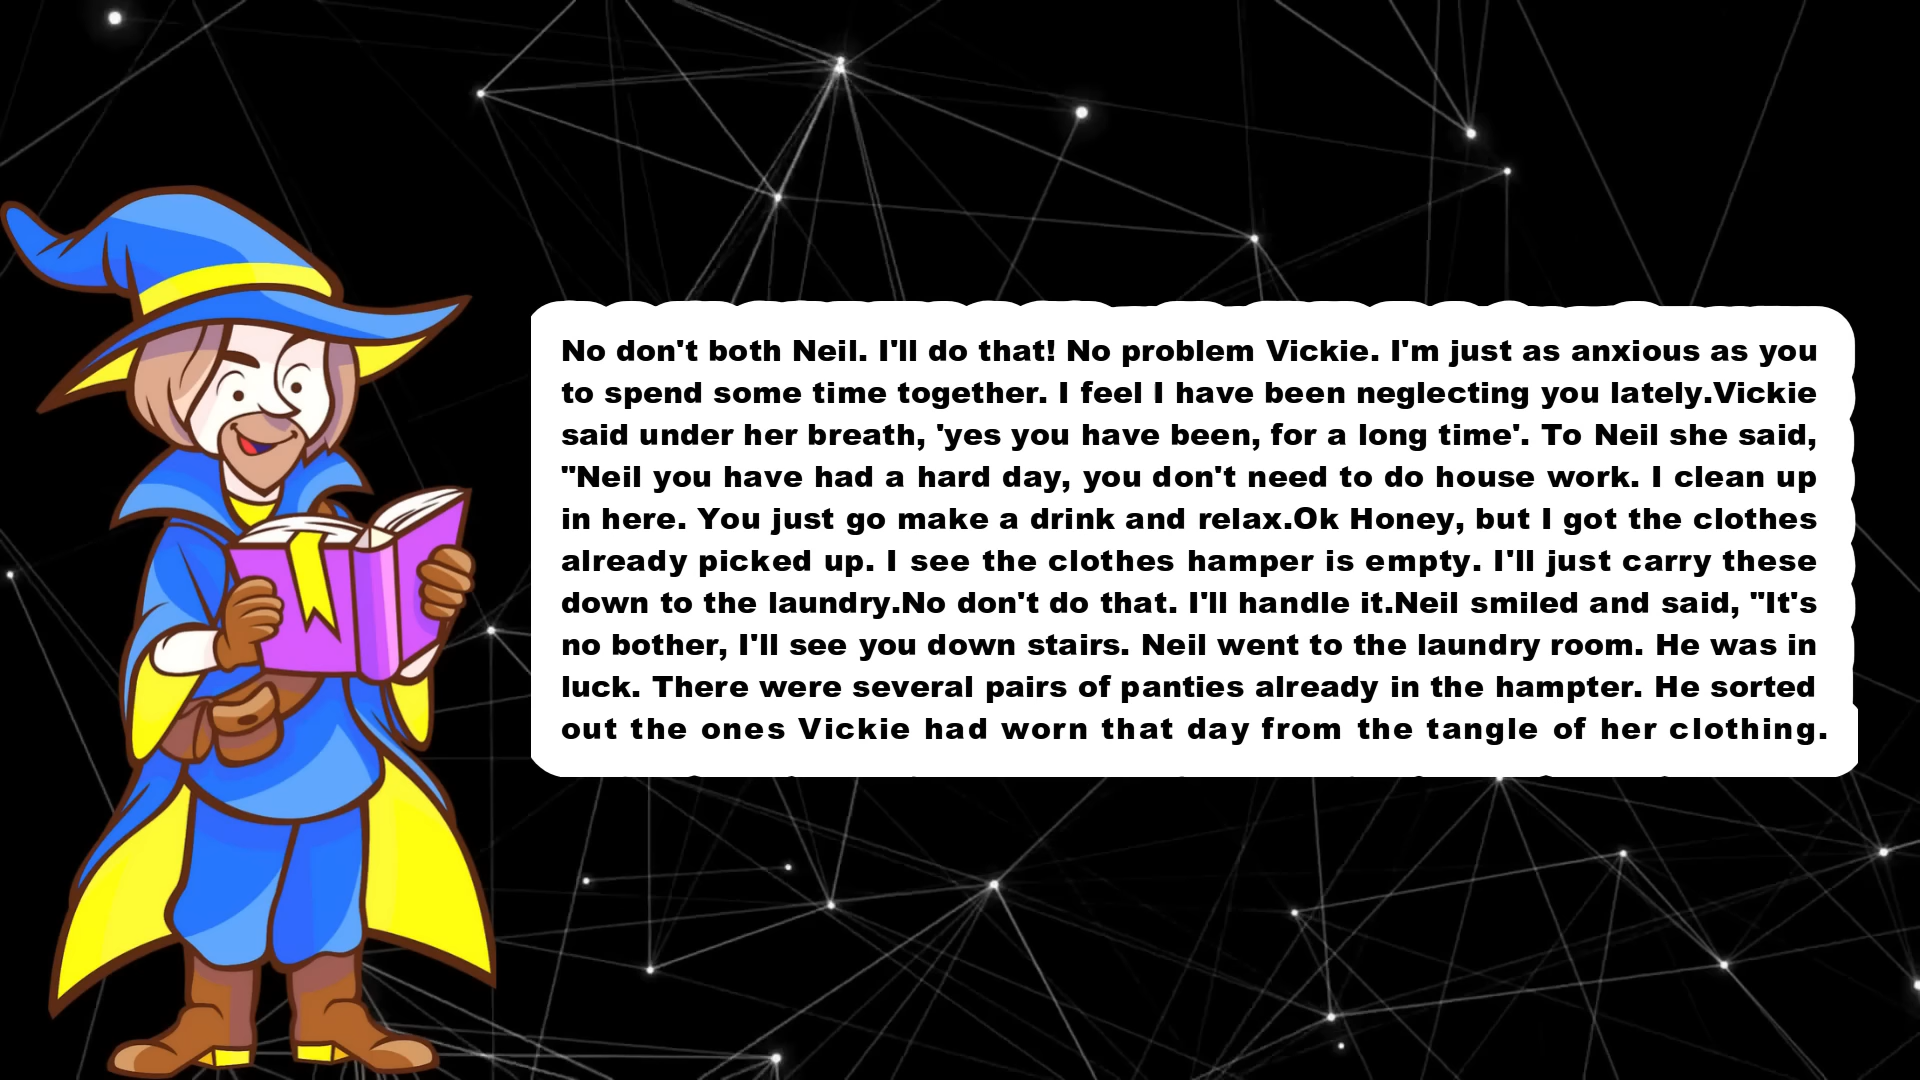 No don't both Neil. I'll do that! No problem Vickie. I'm just as anxious as you
to spend some time together. I feel I have been neglecting you lately.Vickie
said under her breath, 'yes you have been, for a long time'. To Neil she said,
"Neil you have had a hard day, you don't need to do house work. I clean up
in here. You just go make a drink and relax.Ok Honey, but I got the clothes
already picked up. I see the clothes hamper is empty. I'll just carry these
down to the laundry.No don't do that. I'll handle it.Neil smiled and said, "It's
no bother, I'll see you down stairs. Neil went to the laundry room. He was in
luck. There were several pairs of panties already in the hampter. He sorted
out the ones Vickie had worn that day from the tangle of her clothing.